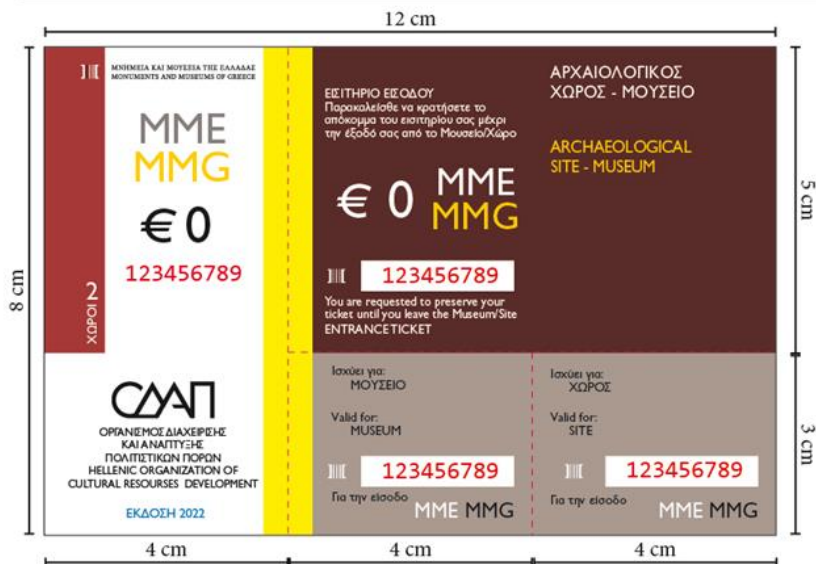 12 cm
ΜΝΗΜΕΙΑ ΚΑΙ ΜΟΥΣΕΙΑ ΤΗΣ ΕΛΛΑΔΑΣ
MONUMENTS AND MUSEUMS OF GREECE
MME
MMG
€ 0
123456789
ΧΩΡΟΙ 2
ΕΙΣΙΤΗΡΙΟ ΕΙΣΟΔΟΥ
Παρακαλείσθε να κρατήσετε το
απόκομμα του εισιτηρίου σας μέχρι
την έξοδό σας από το Μουσείο/Χώρο
€ 0
MME
MMG
123456789
You are requested to preserve your
ticket until you leave the Museum/Site
ENTRANCE TICKET
ΑΡΧΑΙΟΛΟΓΙΚΟΣ
ΧΩΡΟΣ - ΜΟΥΣΕΙΟ
ARCHAEOLOGICAL
SITE - MUSEUM
5 cm
8 cm
ΟΔΑΠ
ΟΡΓΑΝΙΣΜΟΣ ΔΙΑΧΕΙΡΙΣΗΣ
ΚΑΙ ΑΝΑΠΤΥΞΗΣ
ΠΟΛΙΤΙΣΤΙΚΩΝ ΠΟΡΩΝ
HELLENIC ORGANIZATION OF
CULTURAL RESOURSES DEVELOPMENT
ΕΚΔΟΣΗ 2022
Ισχύει για:
ΜΟΥΣΕΙΟ
Valid for:
MUSEUM
123456789
Για την είσοδο
MME MMG
Ισχύει για:
ΧΩΡΟΣ
Valid for:
SITE
123456789
Για την είσοδο
MME MMG
3 cm
4 cm
4 cm
4 cm